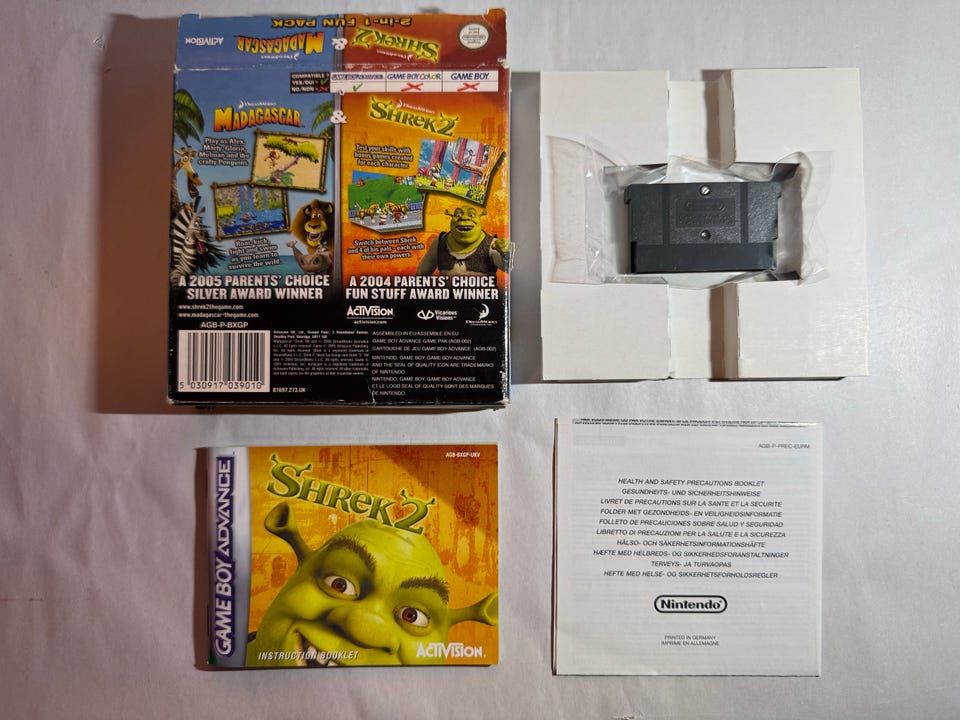 2-in-1 FUN PACK
ACTIVISION
MADAGASCAR & SHREK 2
COMPATIBLE
YES/OUI ✓
NO/NON ✗
GAME BOY ADVANCE
GAME BOY COLOR
GAME BOY
DREAMWORKS
MADAGASCAR
&
SHREK 2
Play as Alex,
Marty, Gloria,
Melman and the
crafty Penguins.
Test your skills with
bonus games created
for each character.
Roar, kick,
fight and swim
as you learn to
survive the wild.
Switch between Shrek
and 4 of his pals - each with
their own powers.
A 2005 PARENTS' CHOICE
SILVER AWARD WINNER
A 2004 PARENTS' CHOICE
FUN STUFF AWARD WINNER
www.shrek2thegame.com
www.madagascar-thegame.com
AGB-P-BXGP
ACTIVISION
activision.com
Vicarious
Visions
DREAMWORKS
5 030917 039010
81697.273.UK
ASSEMBLED IN EU/ASSEMBLE EN EU
GAME BOY ADVANCE GAME PAK (AGB-002)
CARTOUCHE DE JEU GAME BOY ADVANCE (AGB-002)
NINTENDO, GAME BOY, GAME BOY ADVANCE
AND THE SEAL OF QUALITY ICON ARE TRADEMARKS
OF NINTENDO.
NINTENDO, GAME BOY, GAME BOY ADVANCE
ET LE LOGO SEAL OF QUALITY SONT DES MARQUES
DE NINTENDO.
GAME BOY ADVANCE
AGB-BXGP-UKV
SHREK 2
INSTRUCTION BOOKLET
ACTIVISION
AGB-P-PREC-EURM
HEALTH AND SAFETY PRECAUTIONS BOOKLET
GESUNDHEITS- UND SICHERHEITSHINWEISE
LIVRET DE PRECAUTIONS SUR LA SANTE ET LA SECURITE
FOLDER MET GEZONDHEIDS- EN VEILIGHEIDSINFORMATIE
FOLLETO DE PRECAUCIONES SOBRE SALUD Y SEGURIDAD
LIBRETTO DI PRECAUZIONI PER LA SALUTE E LA SICUREZZA
HÄLSO- OCH SÄKERHETSINFORMATIONSHÄFTE
HÆFTE MED HELBREDS- OG SIKKERHEDSFORANSTALTNINGER
TERVEYS- JA TURVAOPAS
HEFTE MED HELSE- OG SIKKERHETSFORHOLDSREGLER
Nintendo
PRINTED IN GERMANY
IMPRIME EN ALLEMAGNE